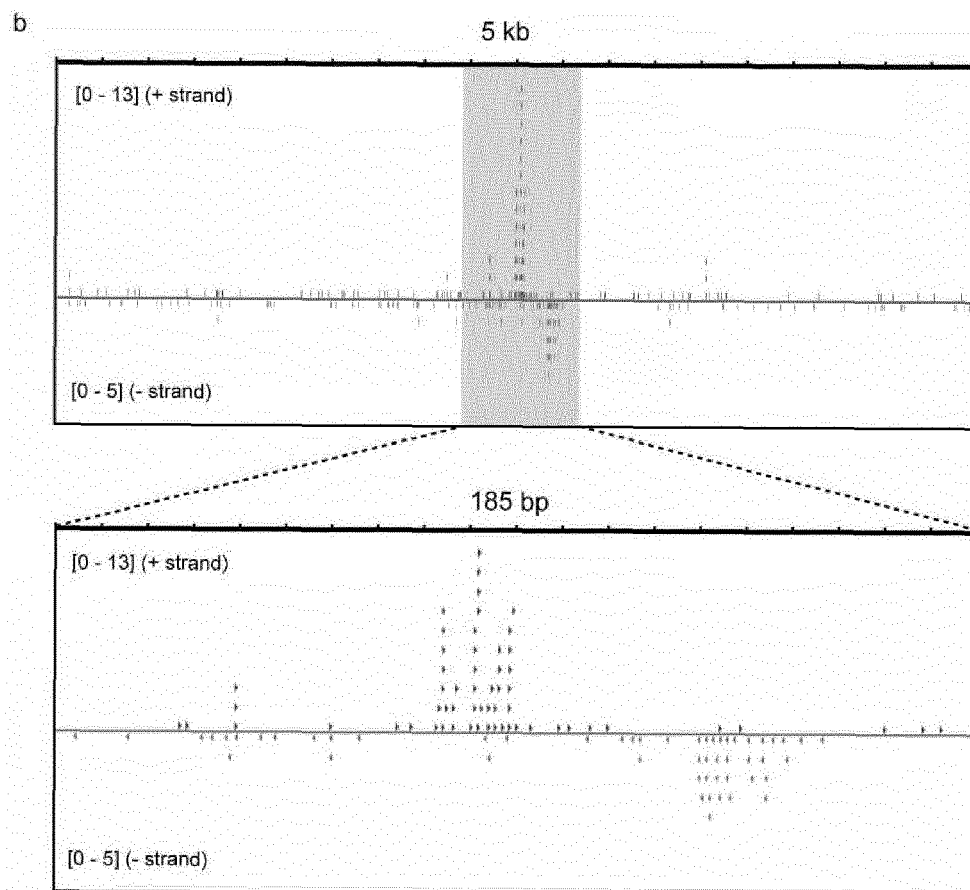 b
5 kb
[0 - 13] (+ strand)
[0 - 5] (- strand)
185 bp
[0 - 13] (+ strand)
[0 - 5] (- strand)